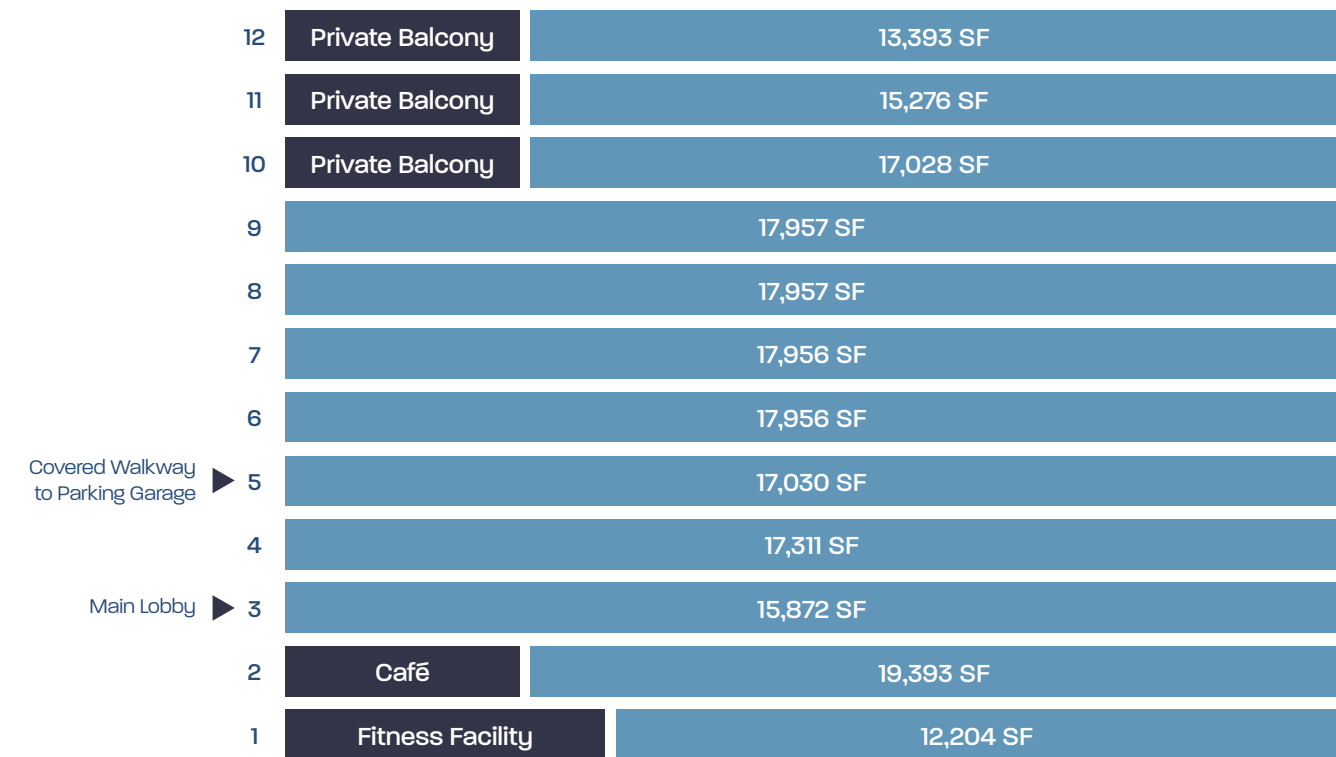 12 Private Balcony 13,393 SF
11 Private Balcony 15,276 SF
10 Private Balcony 17,028 SF
9 17,957 SF
8 17,957 SF
7 17,956 SF
6 17,956 SF
Covered Walkway
to Parking Garage
5 17,030 SF
4 17,311 SF
Main Lobby 3 15,872 SF
2 Café 19,393 SF
1 Fitness Facility 12,204 SF